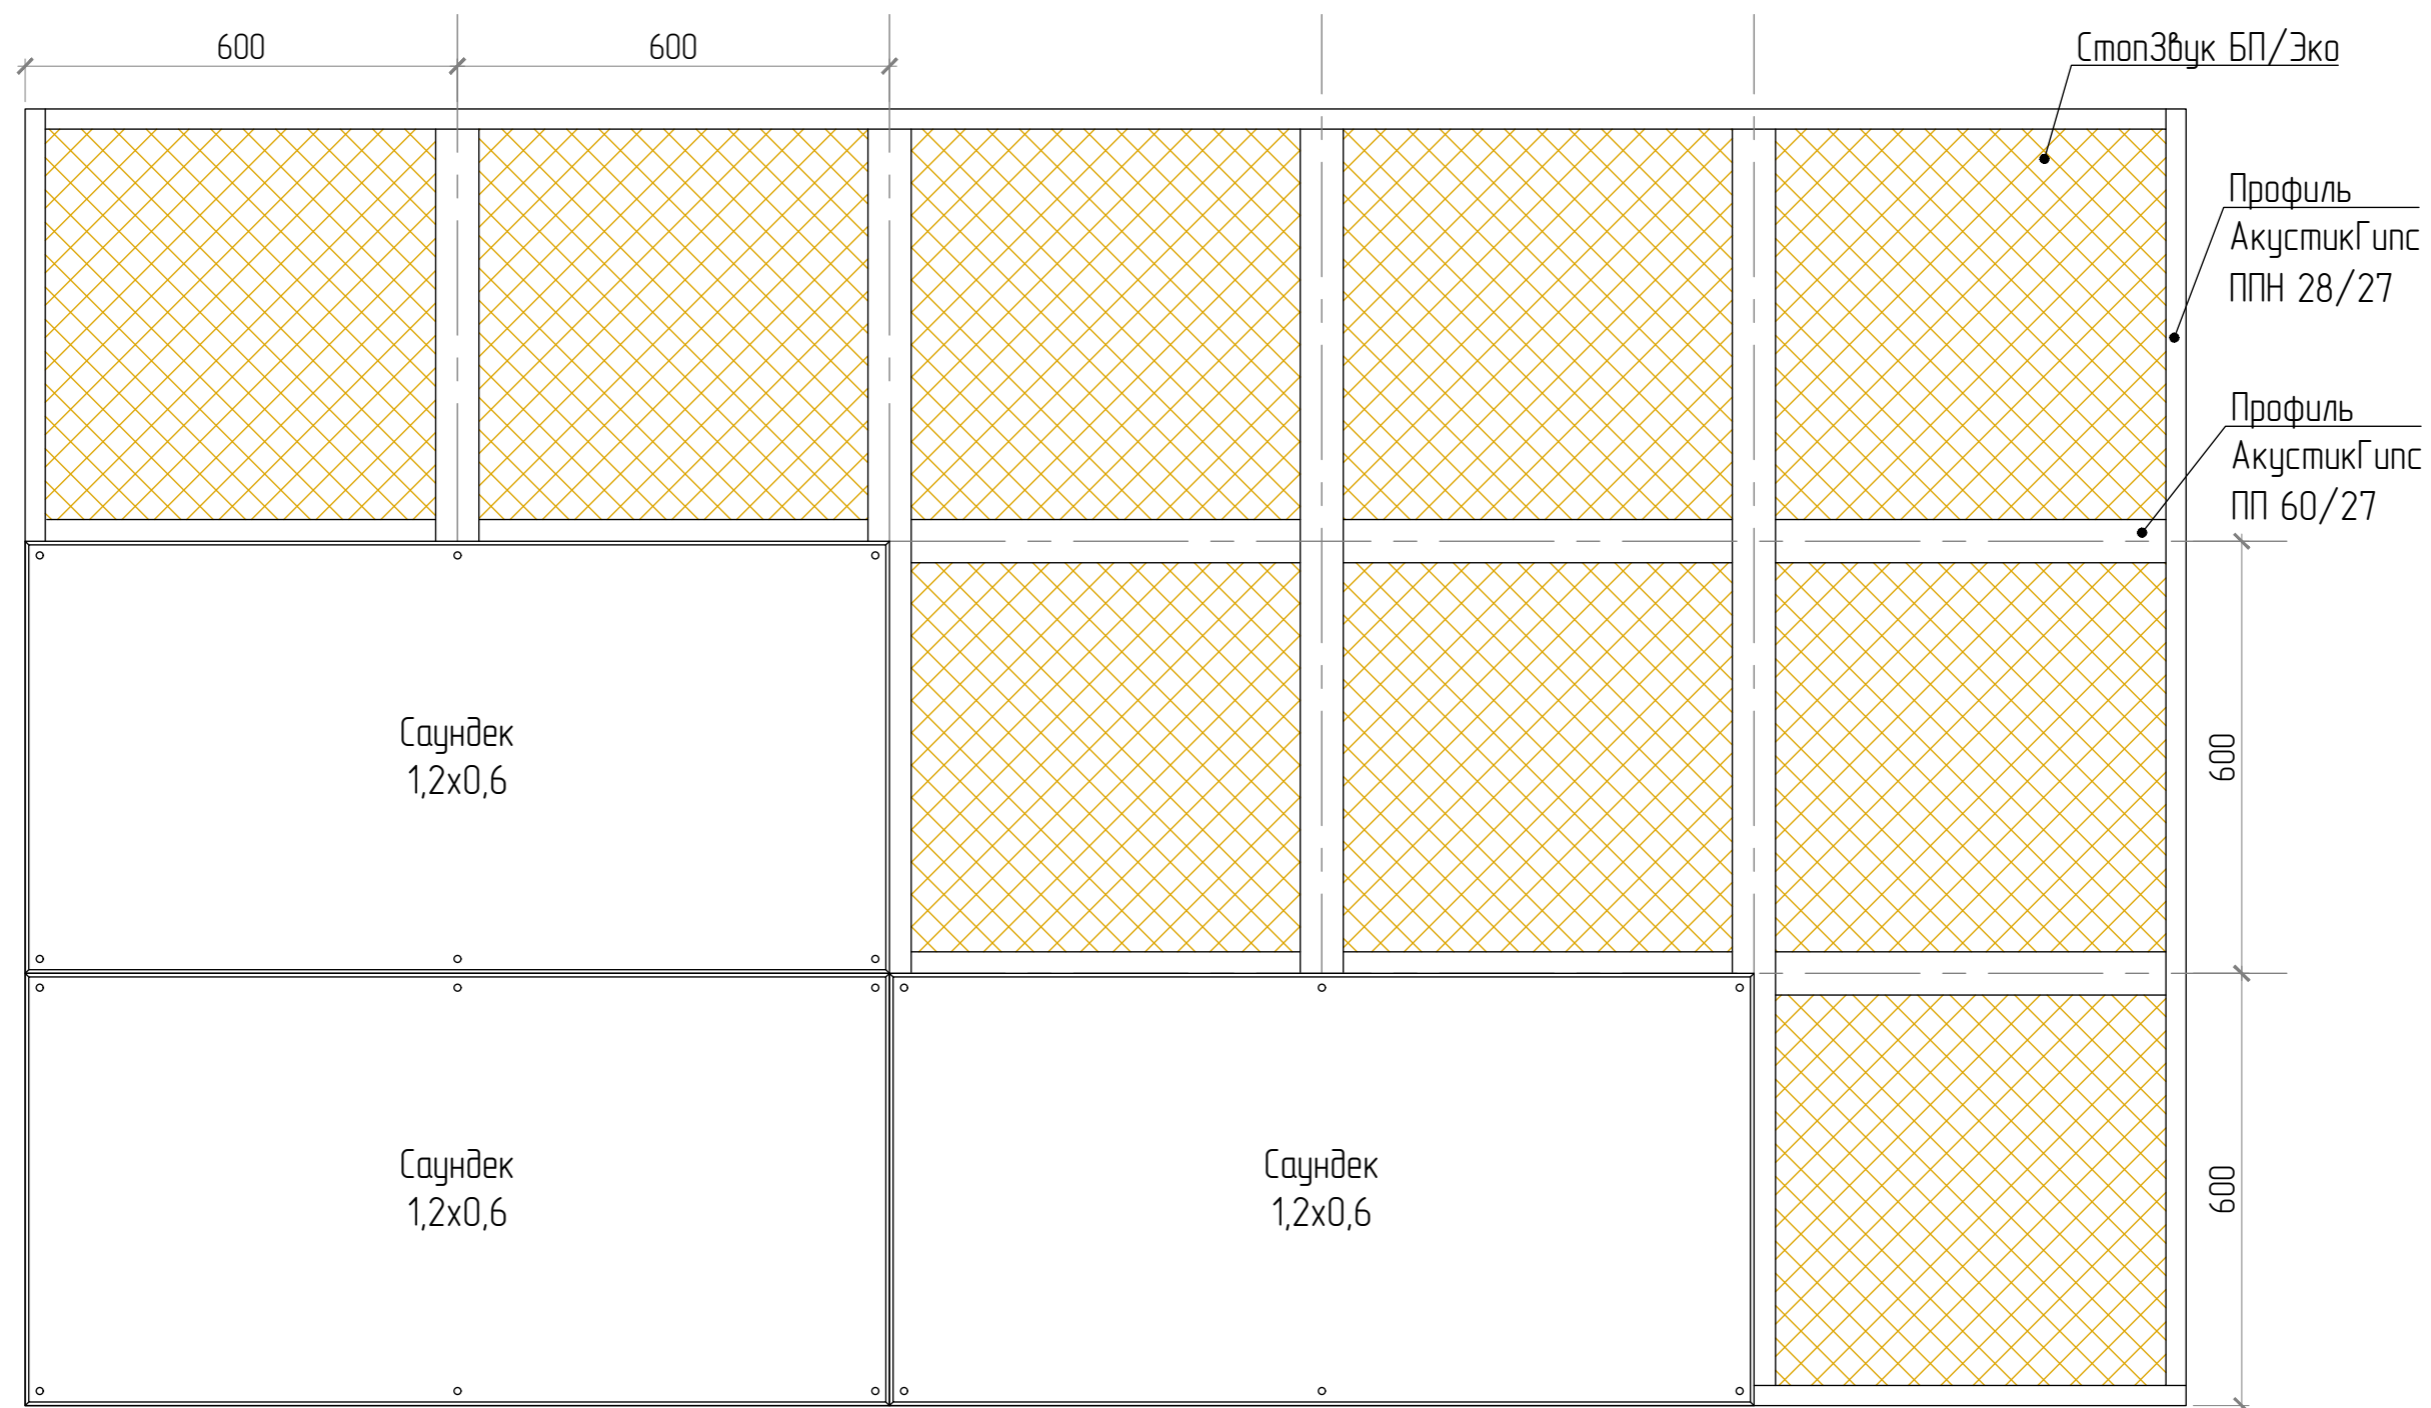 600
600
СтопЗвук БП/Эко
Профиль
АкустикГипс
ППН 28/27
Профиль
АкустикГипс
ПП 60/27
Саундек
1,2х0,6
600
Саундек
1,2х0,6
Саундек
1,2х0,6
600